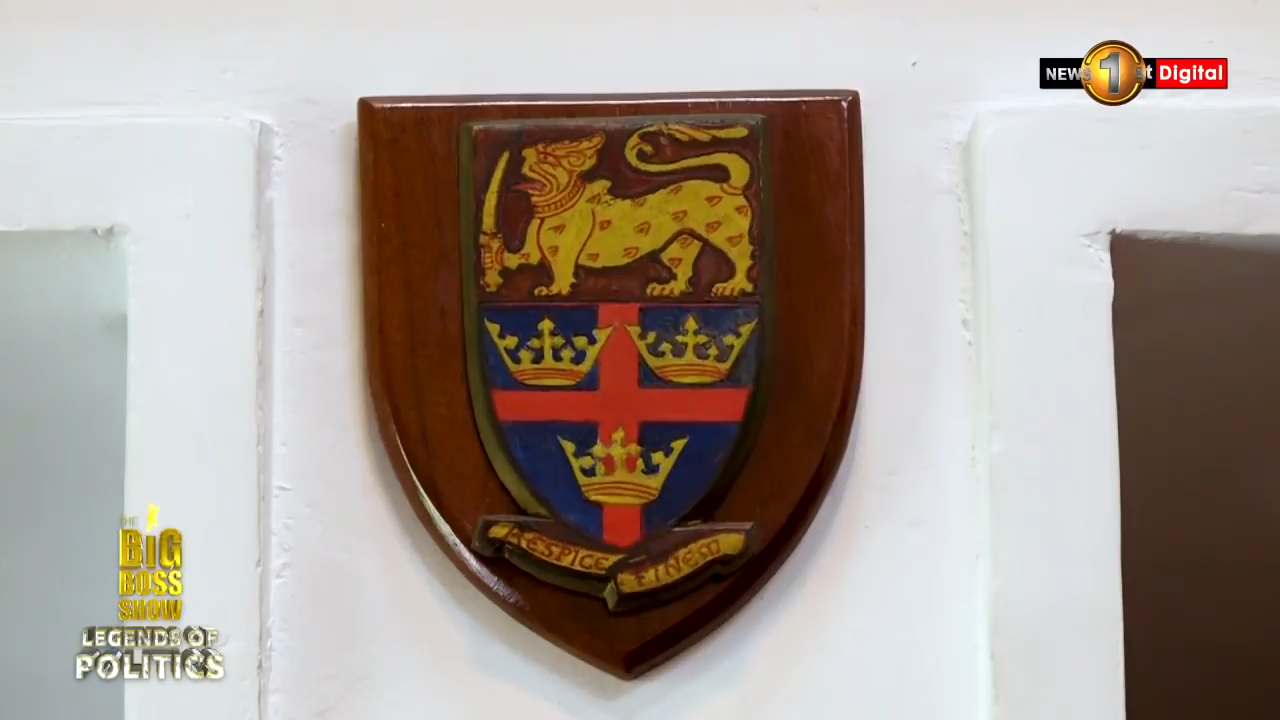 NEWS 1st Digital
RESPICE FINEM
THE
BIG
BOSS
SHOW
LEGENDS OF
POLITICS